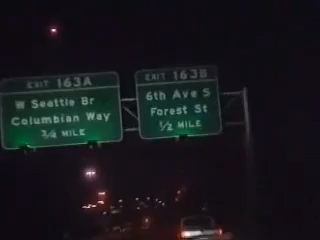 EXIT 163A
W Seattle Br
Columbian Way
3/4 MILE
EXIT 163B
6th Ave S
Forest St
1/2 MILE